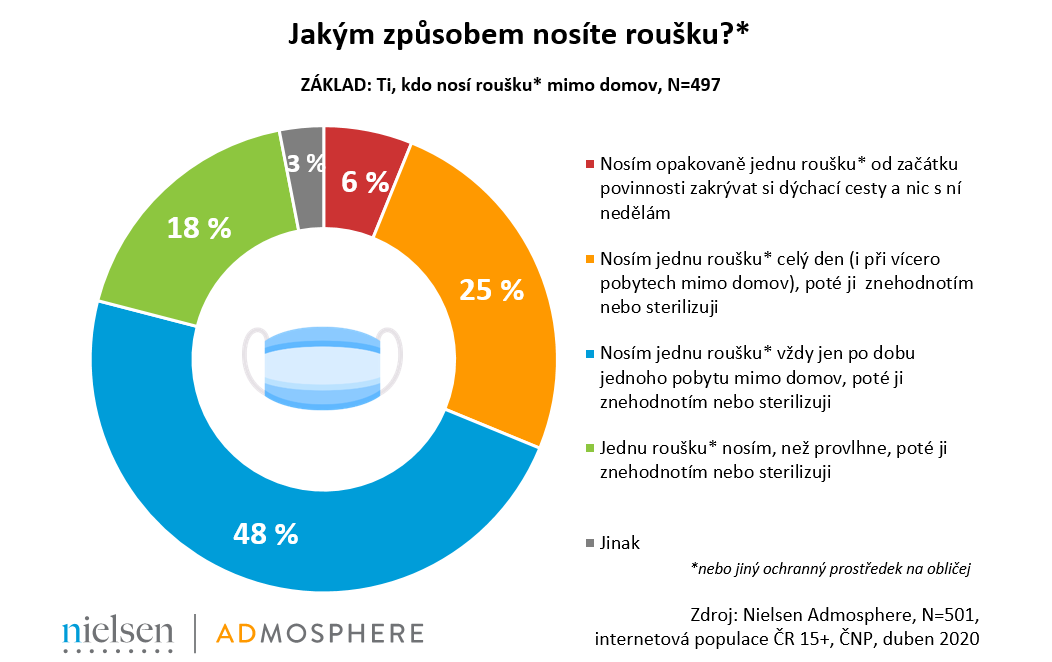 Jakým způsobem nosíte roušku?*
ZÁKLAD: Ti, kdo nosí roušku* mimo domov, N=497
3 %
6 %
18 %
25 %
48 %
Nosím opakovaně jednu roušku* od začátku
povinnosti zakrývat si dýchací cesty a nic s ní
nedělám
Nosím jednu roušku* celý den (i při vícero
pobytech mimo domov), poté ji  znehodnotím
nebo sterilizuji
Nosím jednu roušku* vždy jen po dobu
jednoho pobytu mimo domov, poté ji
znehodnotím nebo sterilizuji
Jednu roušku* nosím, než provlhne, poté ji
znehodnotím nebo sterilizuji
Jinak
*nebo jiný ochranný prostředek na obličej
nielsen | ADMOSPHERE
Zdroj: Nielsen Admosphere, N=501,
internetová populace ČR 15+, ČNP, duben 2020